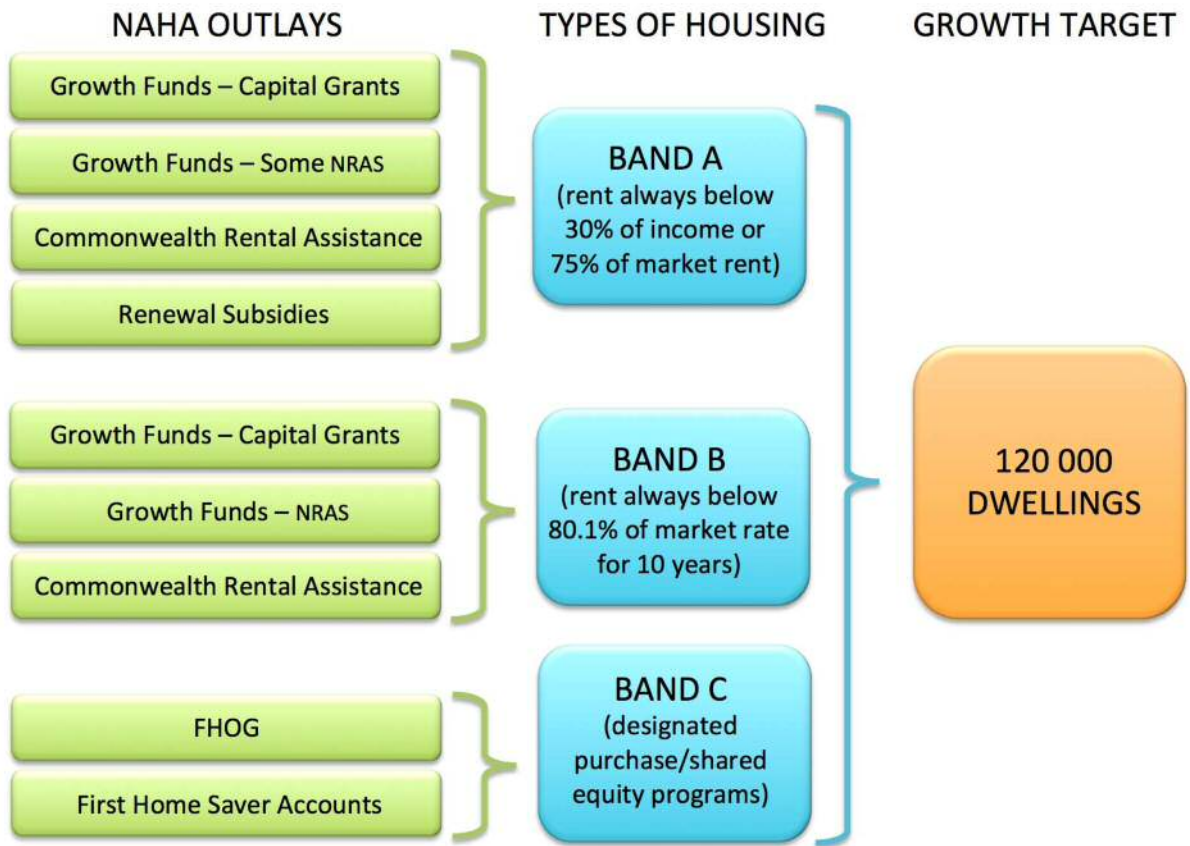 NAHA OUTLAYS
TYPES OF HOUSING
GROWTH TARGET
Growth Funds – Capital Grants
Growth Funds – Some NRAS
Commonwealth Rental Assistance
Renewal Subsidies
BAND A
(rent always below
30% of income or
75% of market rent)
Growth Funds – Capital Grants
Growth Funds – NRAS
Commonwealth Rental Assistance
BAND B
(rent always below
80.1% of market rate
for 10 years)
FHOG
First Home Saver Accounts
BAND C
(designated
purchase/shared
equity programs)
120 000
DWELLINGS